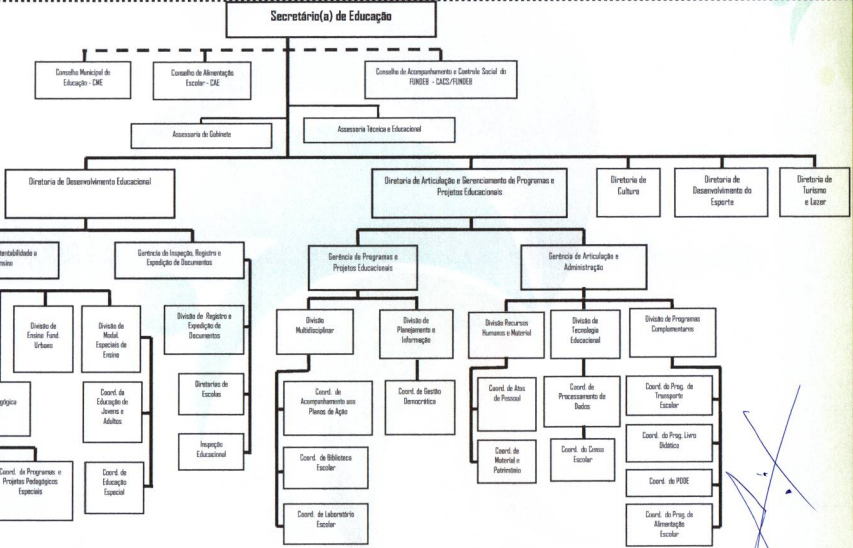 Secretário(a) de Educação
Conselho Municipal de
Educação - CME
Conselho de Alimentação
Escolar - CAE
Conselho de Acompanhamento e Controle Social do
FUNDEB - CACS/FUNDEB
Assessoria de Gabinete
Assessoria Técnica e Educacional
Diretoria de Desenvolvimento Educacional
Diretoria de Articulação e Gerenciamento de Programas e
Projetos Educacionais
Diretoria de
Cultura
Diretoria de
Desenvolvimento do
Esporte
Diretoria de
Turismo
e Lazer
Gerência de Inspeção, Registro e
Expedição de Documentos
Gerência de Programas e
Projetos Educacionais
Gerência de Articulação e
Administração
Divisão de
Ensino Fund.
Urbano
Divisão de
Modal.
Especiais de
Ensino
Divisão de Registro e
Expedição de
Documentos
Divisão
Multidisciplinar
Divisão de
Planejamento e
Informação
Divisão Recursos
Humanos e Material
Divisão de
Tecnologia
Educacional
Divisão de Programas
Complementares
Coord. da
Educação de
Jovens e
Adultos
Diretorias de
Escolas
Coord. de
Acompanhamento aos
Planos de Ação
Coord. de Gestão
Democrática
Coord. de Atos
de Pessoal
Coord. de
Processamento de
Dados
Coord. do Prog. de
Transporte
Escolar
Coord. de Programas e
Projetos Pedagógicos
Especiais
Coord. de
Educação
Especial
Inspeção
Educacional
Coord. de Biblioteca
Escolar
Coord. de
Material e
Patrimônio
Coord. do Censo
Escolar
Coord. do Prog. Livro
Didático
Coord. do PDDE
Coord. de Laboratório
Escolar
Coord. do Prog. de
Alimentação
Escolar